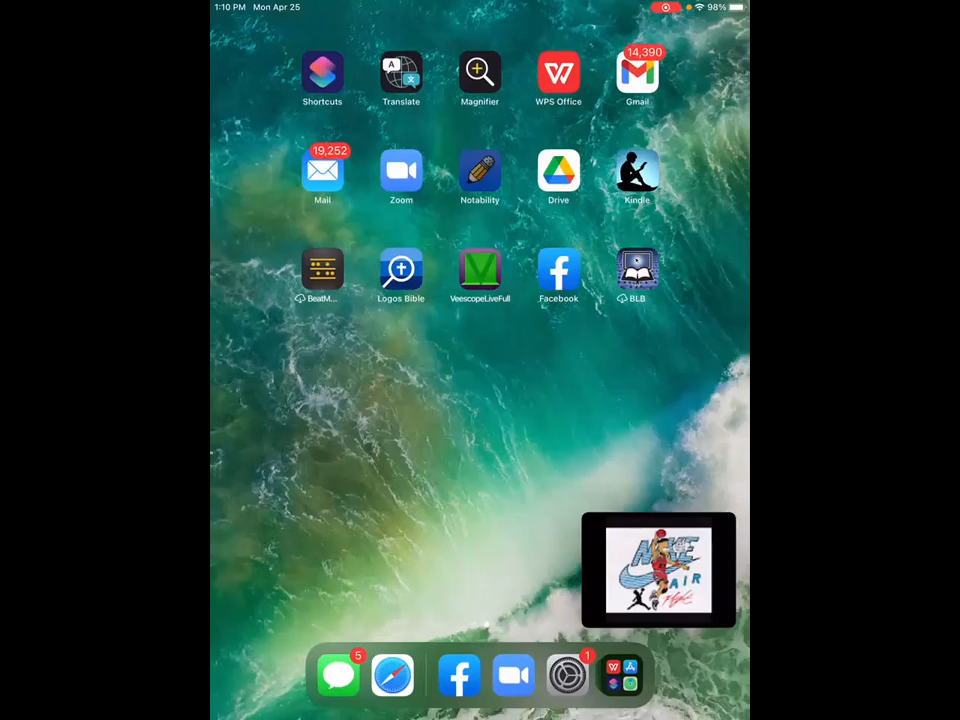 1:10 PM Mon Apr 25
98%
14,390
Shortcuts
Translate
Magnifier
WPS Office
Gmail
19,252
Mail
Zoom
Notability
Drive
Kindle
BeatM...
Logos Bible
VeescopeLiveFull
Facebook
BLB
NIKE
AIR
Flight
5
1